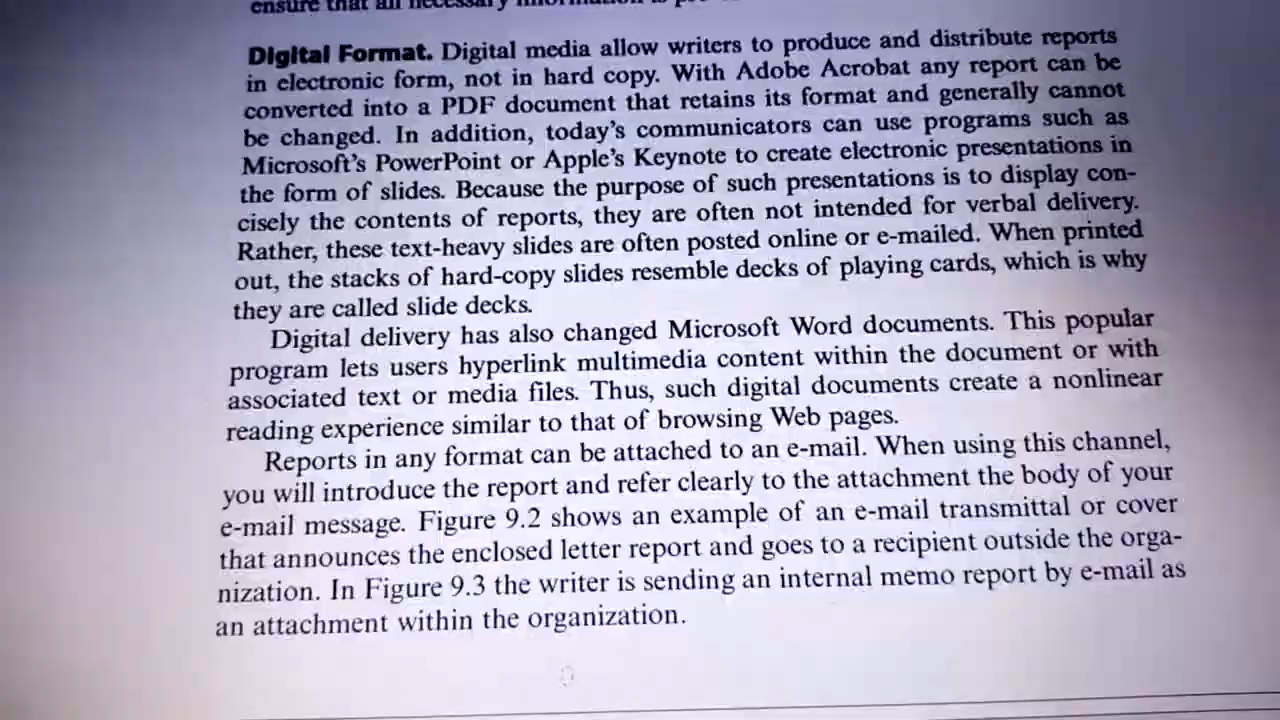 ensure that all necessary information is
Digital Format. Digital media allow writers to produce and distribute reports
in electronic form, not in hard copy. With Adobe Acrobat any report can be
converted into a PDF document that retains its format and generally cannot
be changed. In addition, today's communicators can use programs such as
Microsoft's PowerPoint or Apple's Keynote to create electronic presentations in
the form of slides. Because the purpose of such presentations is to display con-
cisely the contents of reports, they are often not intended for verbal delivery.
Rather, these text-heavy slides are often posted online or e-mailed. When printed
out, the stacks of hard-copy slides resemble decks of playing cards, which is why
they are called slide decks.
Digital delivery has also changed Microsoft Word documents. This popular
program lets users hyperlink multimedia content within the document or with
associated text or media files. Thus, such digital documents create a nonlinear
reading experience similar to that of browsing Web pages.
Reports in any format can be attached to an e-mail. When using this channel,
you will introduce the report and refer clearly to the attachment the body of your
e-mail message. Figure 9.2 shows an example of an e-mail transmittal or cover
that announces the enclosed letter report and goes to a recipient outside the orga-
nization. In Figure 9.3 the writer is sending an internal memo report by e-mail as
an attachment within the organization.